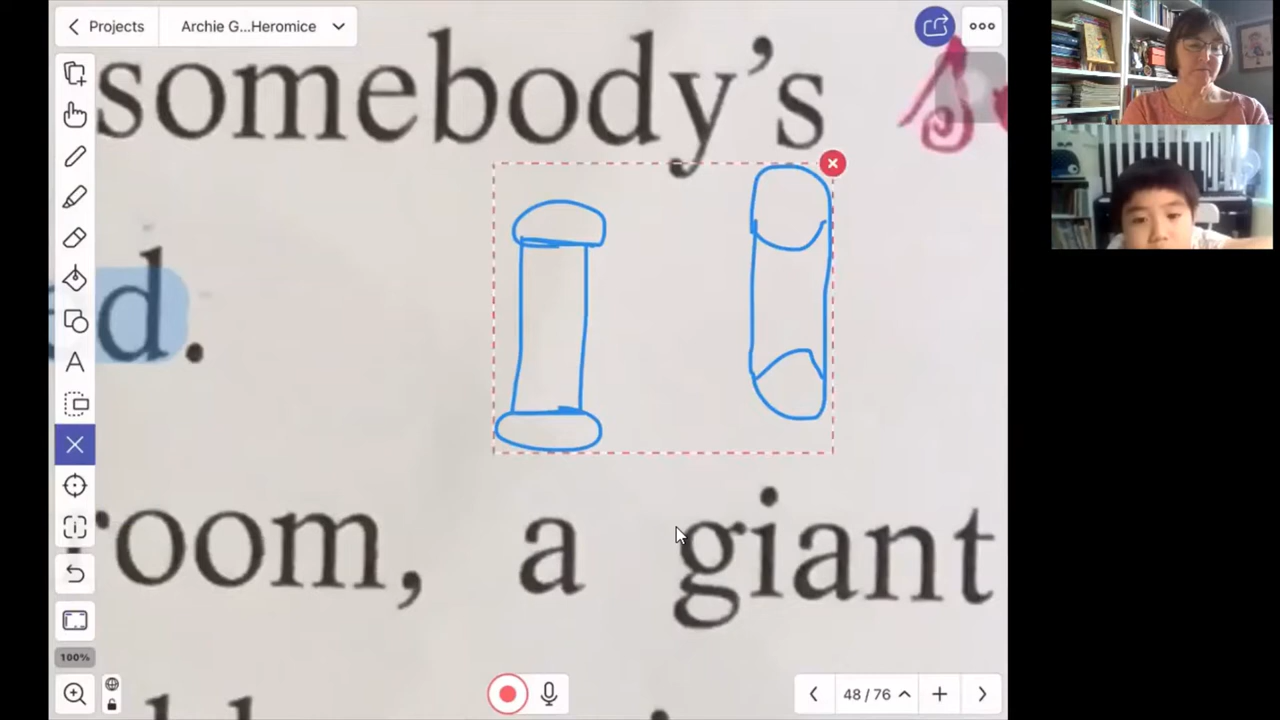 Projects
Archie G...Heromice
somebody's
d.
room, a giant
100%
48 / 76